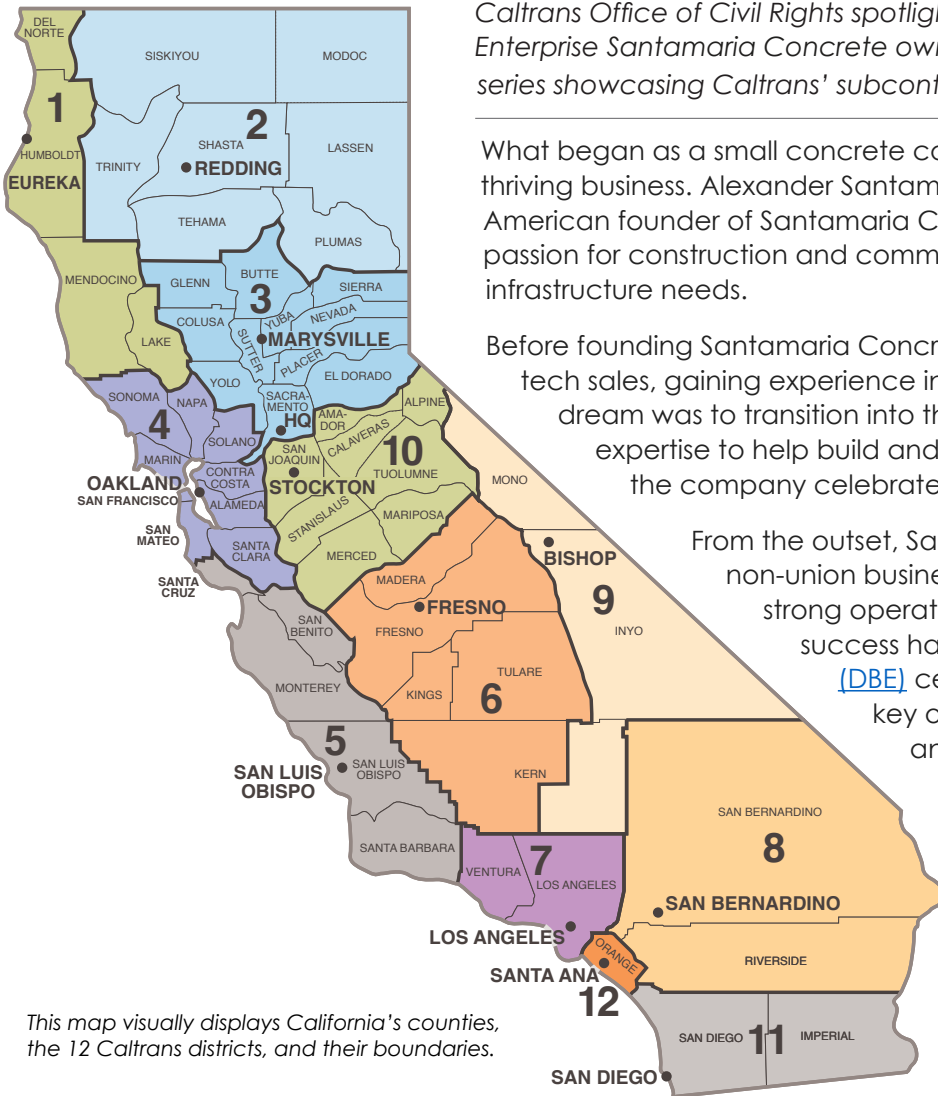 Caltrans Office of Civil Rights spotligh
Enterprise Santamaria Concrete own
series showcasing Caltrans' subconf
What began as a small concrete co
thriving business. Alexander Santam
American founder of Santamaria C
passion for construction and comm
infrastructure needs.
Before founding Santamaria Concr
tech sales, gaining experience in
dream was to transition into th
expertise to help build and
the company celebrate
From the outset, Sa
non-union busine
strong operat
success ha
(DBE) ce
key c
an
DEL
NORTE
SISKIYOU
MODOC
1
2
HUMBOLDT
EUREKA
TRINITY
SHASTA
REDDING
LASSEN
TEHAMA
PLUMAS
MENDOCINO
LAKE
GLENN
BUTTE
3
SIERRA
COLUSA
YUBA
NEVADA
SUTTER
MARYSVILLE
PLACER
YOLO
EL DORADO
SACRA-
MENTO
HQ
SONOMA
NAPA
4
SOLANO
MARIN
OAKLAND
SAN FRANCISCO
CONTRA
COSTA
ALAMEDA
SAN
MATEO
SANTA
CLARA
SANTA
CRUZ
AMA-
DOR
ALPINE
CALAVERAS
10
SAN
JOAQUIN
STOCKTON
TUOLUMNE
STANISLAUS
MARIPOSA
MERCED
MONO
BISHOP
9
INYO
MADERA
FRESNO
FRESNO
KINGS
TULARE
6
KERN
SAN
BENITO
MONTEREY
5
SAN LUIS
OBISPO
SAN LUIS
OBISPO
SANTA BARBARA
VENTURA
7
LOS ANGELES
LOS ANGELES
SAN BERNARDINO
8
SAN BERNARDINO
RIVERSIDE
ORANGE
SANTA ANA
12
SAN DIEGO
11
IMPERIAL
SAN DIEGO
This map visually displays California's counties,
the 12 Caltrans districts, and their boundaries.